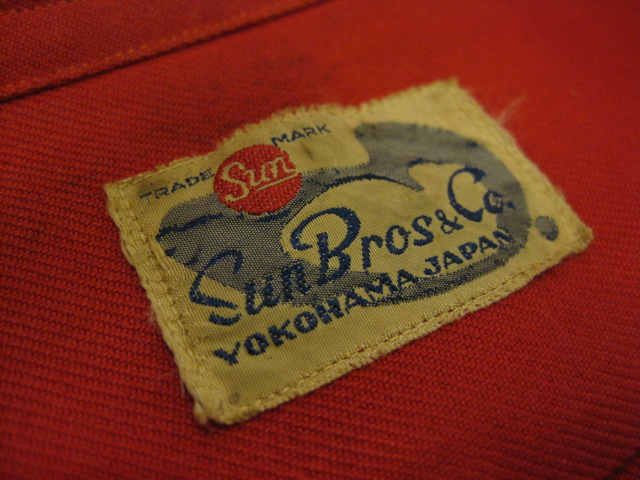 TRADE MARK
Sun
Sun Bros & Co.
YOKOHAMA JAPAN